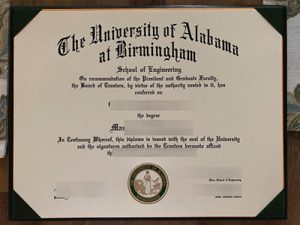 The University of Alabama
at Birmingham
School of Engineering
On recommendation of the President and Graduate Faculty,
the Board of Trustees, by virtue of the authority vested in it, has
conferred on
the degree
In Testimony Whereof, this diploma is issued with the seal of the University
and the signatures authorized by the Trustees hereunto affixed